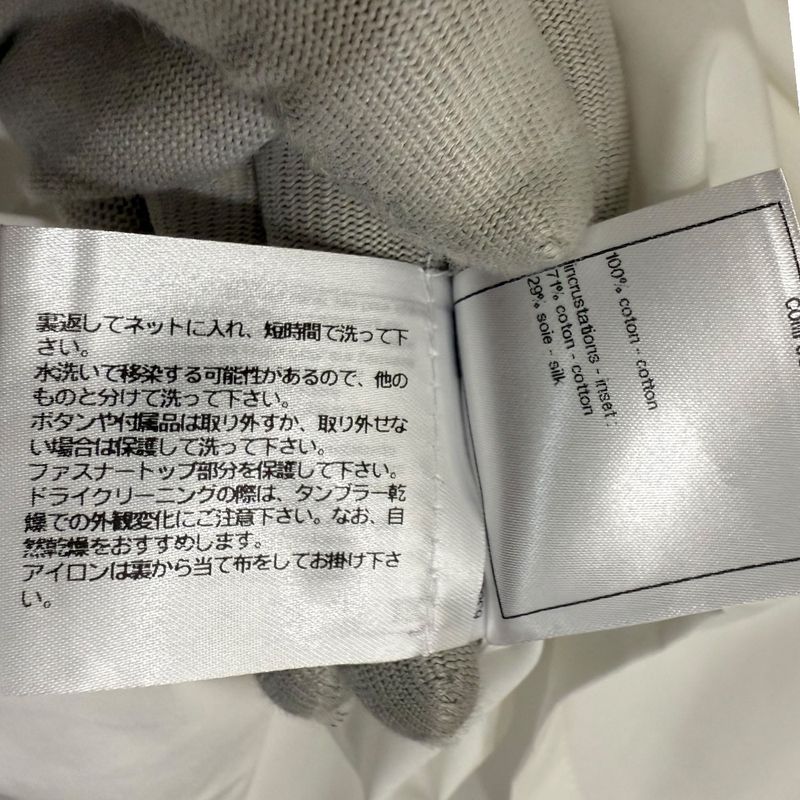 裏返してネットに入れ、短時間で洗って下
さい。
水洗いで移染する可能性があるので、他の
ものと分けて洗って下さい。
ボタンや付属品は取り外すか、取り外せな
い場合は保護して洗って下さい。
ファスナートップ部分を保護して下さい。
ドライクリーニングの際は、タンブラー乾
燥での外観変化にご注意下さい。なお、自
然乾燥をおすすめします。
アイロンは裏から当て布をしてお掛け下さ
い。
100% coton - cotton
incrustations - inset :
71% coton - cotton
29% soie - silk